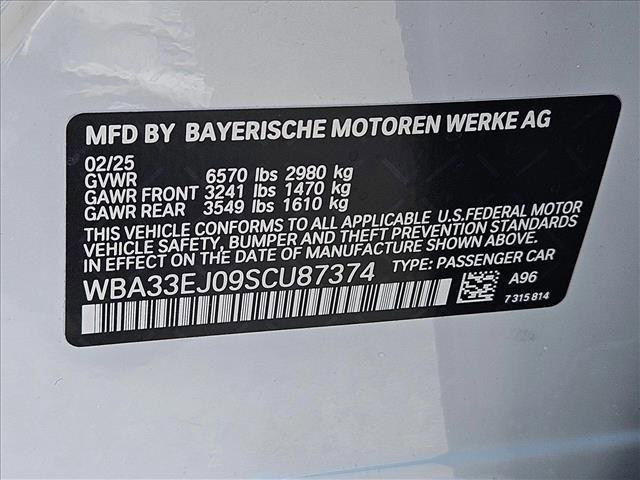 MFD BY BAYERISCHE MOTOREN WERKE AG
02/25
GVWR 6570 lbs 2980 kg
GAWR FRONT 3241 lbs 1470 kg
GAWR REAR 3549 lbs 1610 kg
THIS VEHICLE CONFORMS TO ALL APPLICABLE U.S.FEDERAL MOTOR
VEHICLE SAFETY, BUMPER AND THEFT PREVENTION STANDARDS
IN EFFECT ON THE DATE OF MANUFACTURE SHOWN ABOVE.
WBA33EJ09SCU87374 TYPE: PASSENGER CAR
A96
7 315 814